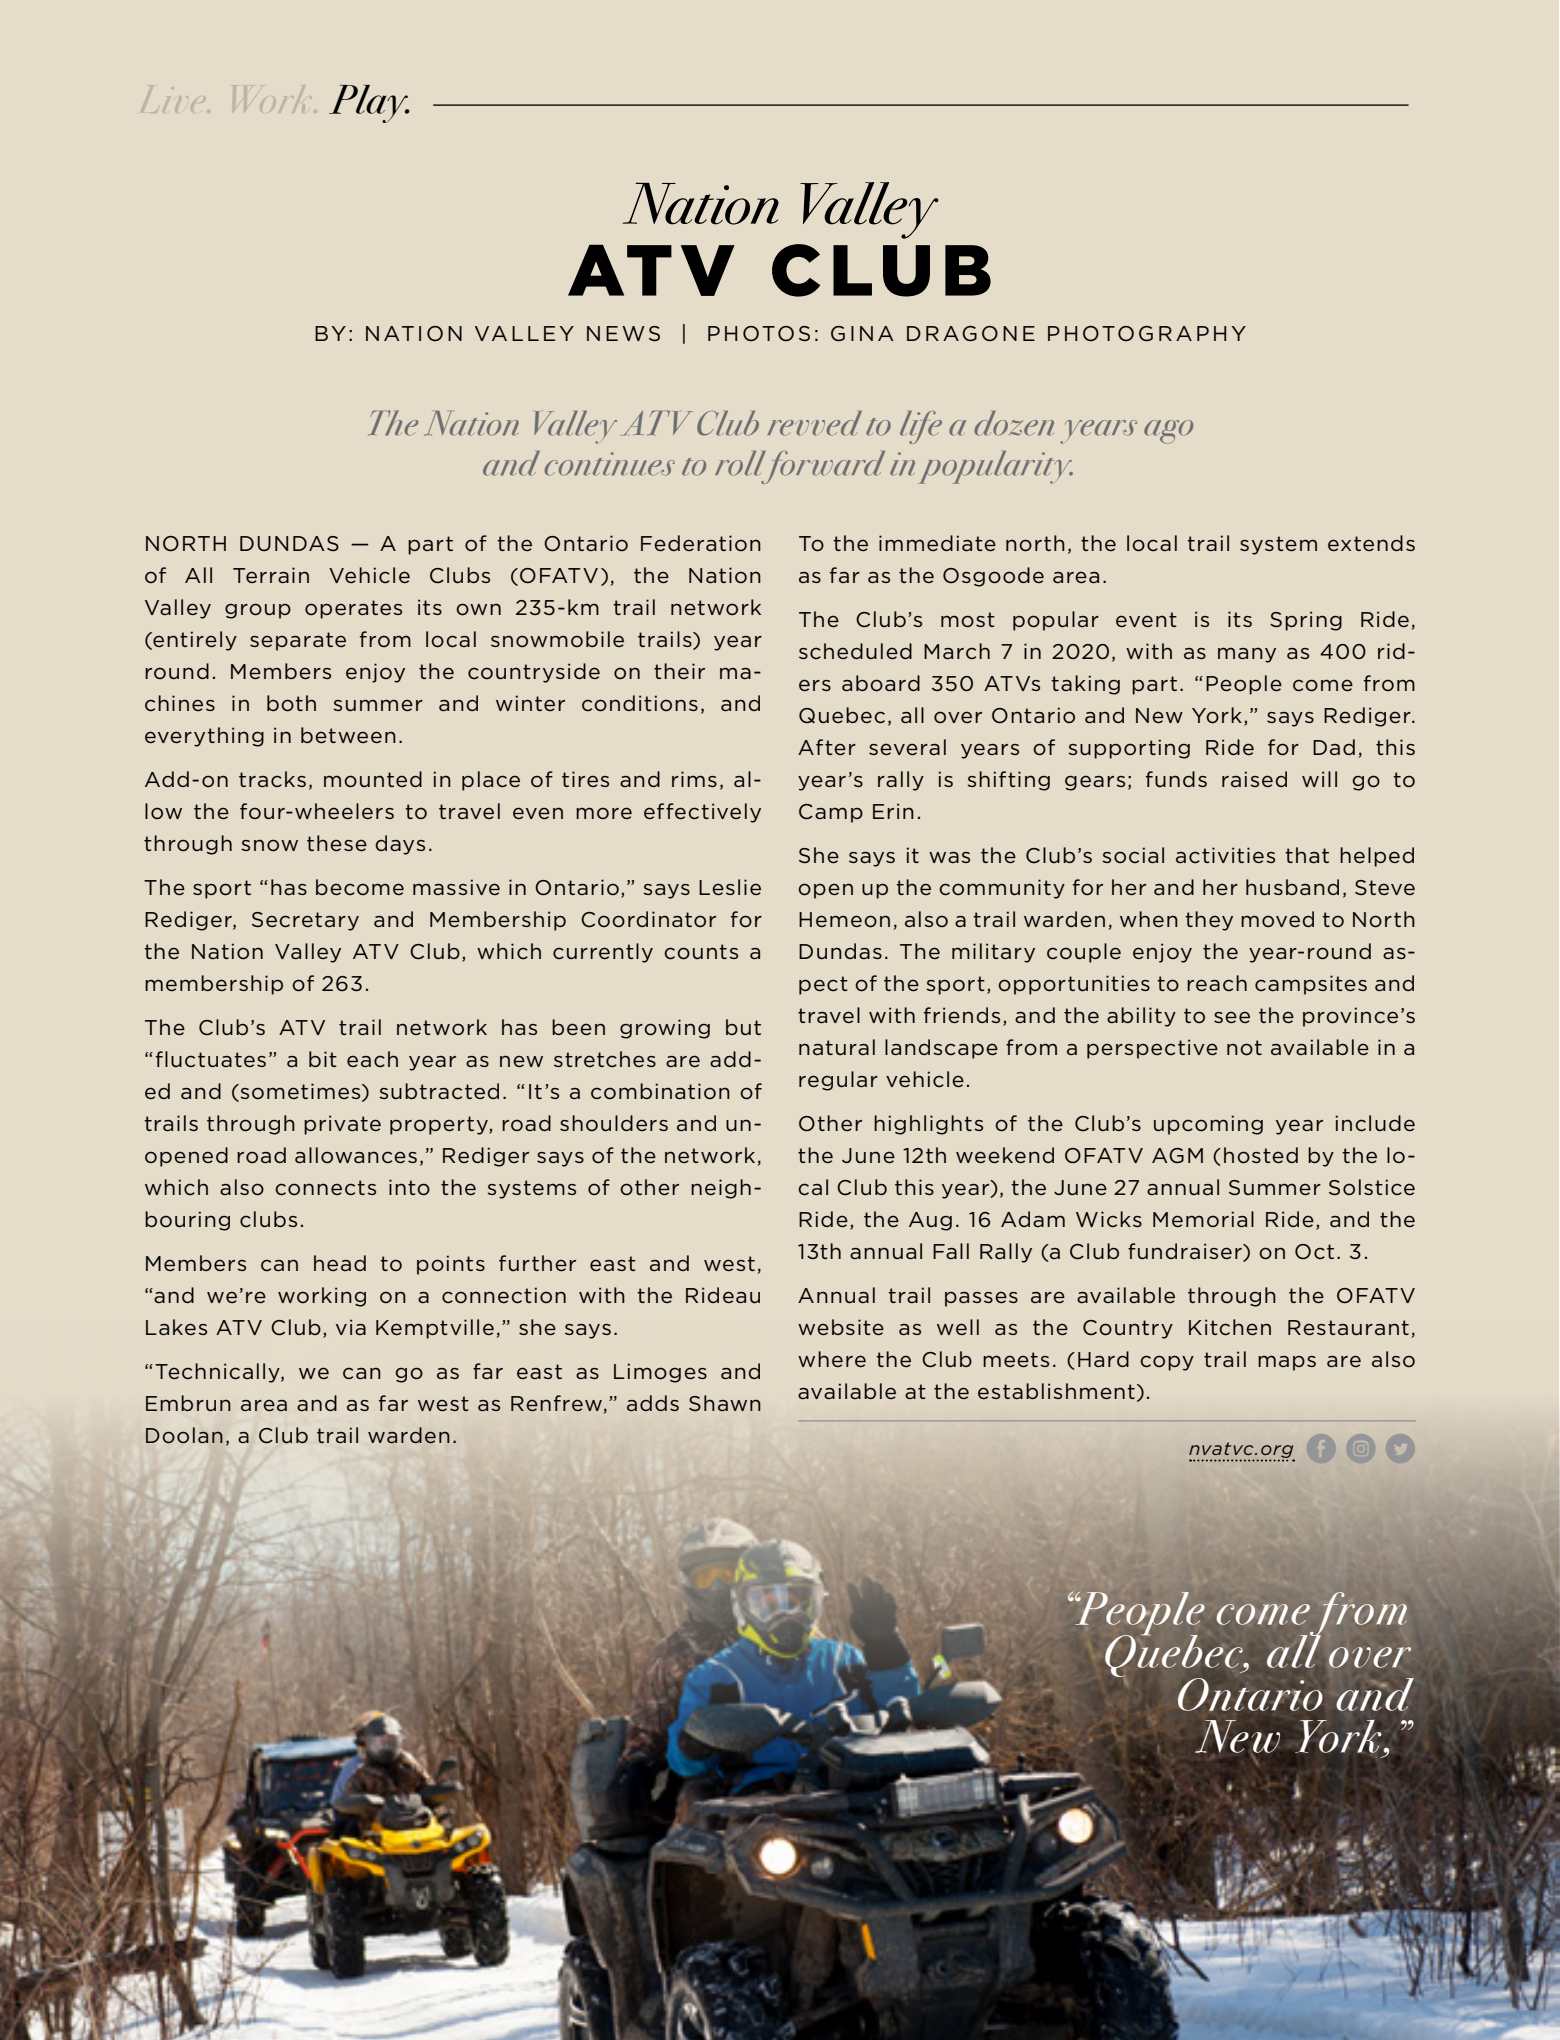 Live. Work. Play.
Nation Valley
ATV CLUB
BY: NATION VALLEY NEWS | PHOTOS: GINA DRAGONE PHOTOGRAPHY
The Nation Valley ATV Club revved to life a dozen years ago
and continues to roll forward in popularity.
NORTH DUNDAS — A part of the Ontario Federation
of All Terrain Vehicle Clubs (OFATV), the Nation
Valley group operates its own 235-km trail network
(entirely separate from local snowmobile trails) year
round. Members enjoy the countryside on their ma-
chines in both summer and winter conditions, and
everything in between.
Add-on tracks, mounted in place of tires and rims, al-
low the four-wheelers to travel even more effectively
through snow these days.
The sport “has become massive in Ontario,” says Leslie
Rediger, Secretary and Membership Coordinator for
the Nation Valley ATV Club, which currently counts a
membership of 263.
The Club’s ATV trail network has been growing but
“fluctuates” a bit each year as new stretches are add-
ed and (sometimes) subtracted. “It’s a combination of
trails through private property, road shoulders and un-
opened road allowances,” Rediger says of the network,
which also connects into the systems of other neigh-
bouring clubs.
Members can head to points further east and west,
“and we’re working on a connection with the Rideau
Lakes ATV Club, via Kemptville,” she says.
“Technically, we can go as far east as Limoges and
Embrun area and as far west as Renfrew,” adds Shawn
Doolan, a Club trail warden.
To the immediate north, the local trail system extends
as far as the Osgoode area.
The Club’s most popular event is its Spring Ride,
scheduled March 7 in 2020, with as many as 400 rid-
ers aboard 350 ATVs taking part. “People come from
Quebec, all over Ontario and New York,” says Rediger.
After several years of supporting Ride for Dad, this
year’s rally is shifting gears; funds raised will go to
Camp Erin.
She says it was the Club’s social activities that helped
open up the community for her and her husband, Steve
Hemeon, also a trail warden, when they moved to North
Dundas. The military couple enjoy the year-round as-
pect of the sport, opportunities to reach campsites and
travel with friends, and the ability to see the province’s
natural landscape from a perspective not available in a
regular vehicle.
Other highlights of the Club’s upcoming year include
the June 12th weekend OFATV AGM (hosted by the lo-
cal Club this year), the June 27 annual Summer Solstice
Ride, the Aug. 16 Adam Wicks Memorial Ride, and the
13th annual Fall Rally (a Club fundraiser) on Oct. 3.
Annual trail passes are available through the OFATV
website as well as the Country Kitchen Restaurant,
where the Club meets. (Hard copy trail maps are also
available at the establishment).
nvatvc.org
“People come from
Quebec, all over
Ontario and
New York,”